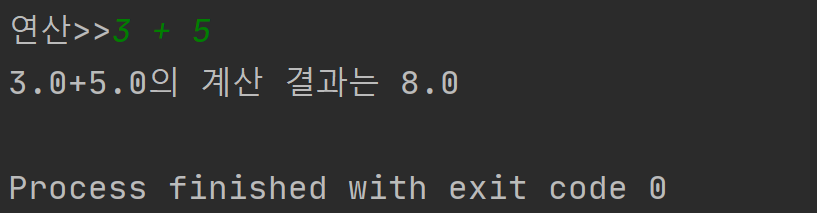 연산>>3 + 5
3.0+5.0의 계산 결과는 8.0
Process finished with exit code 0